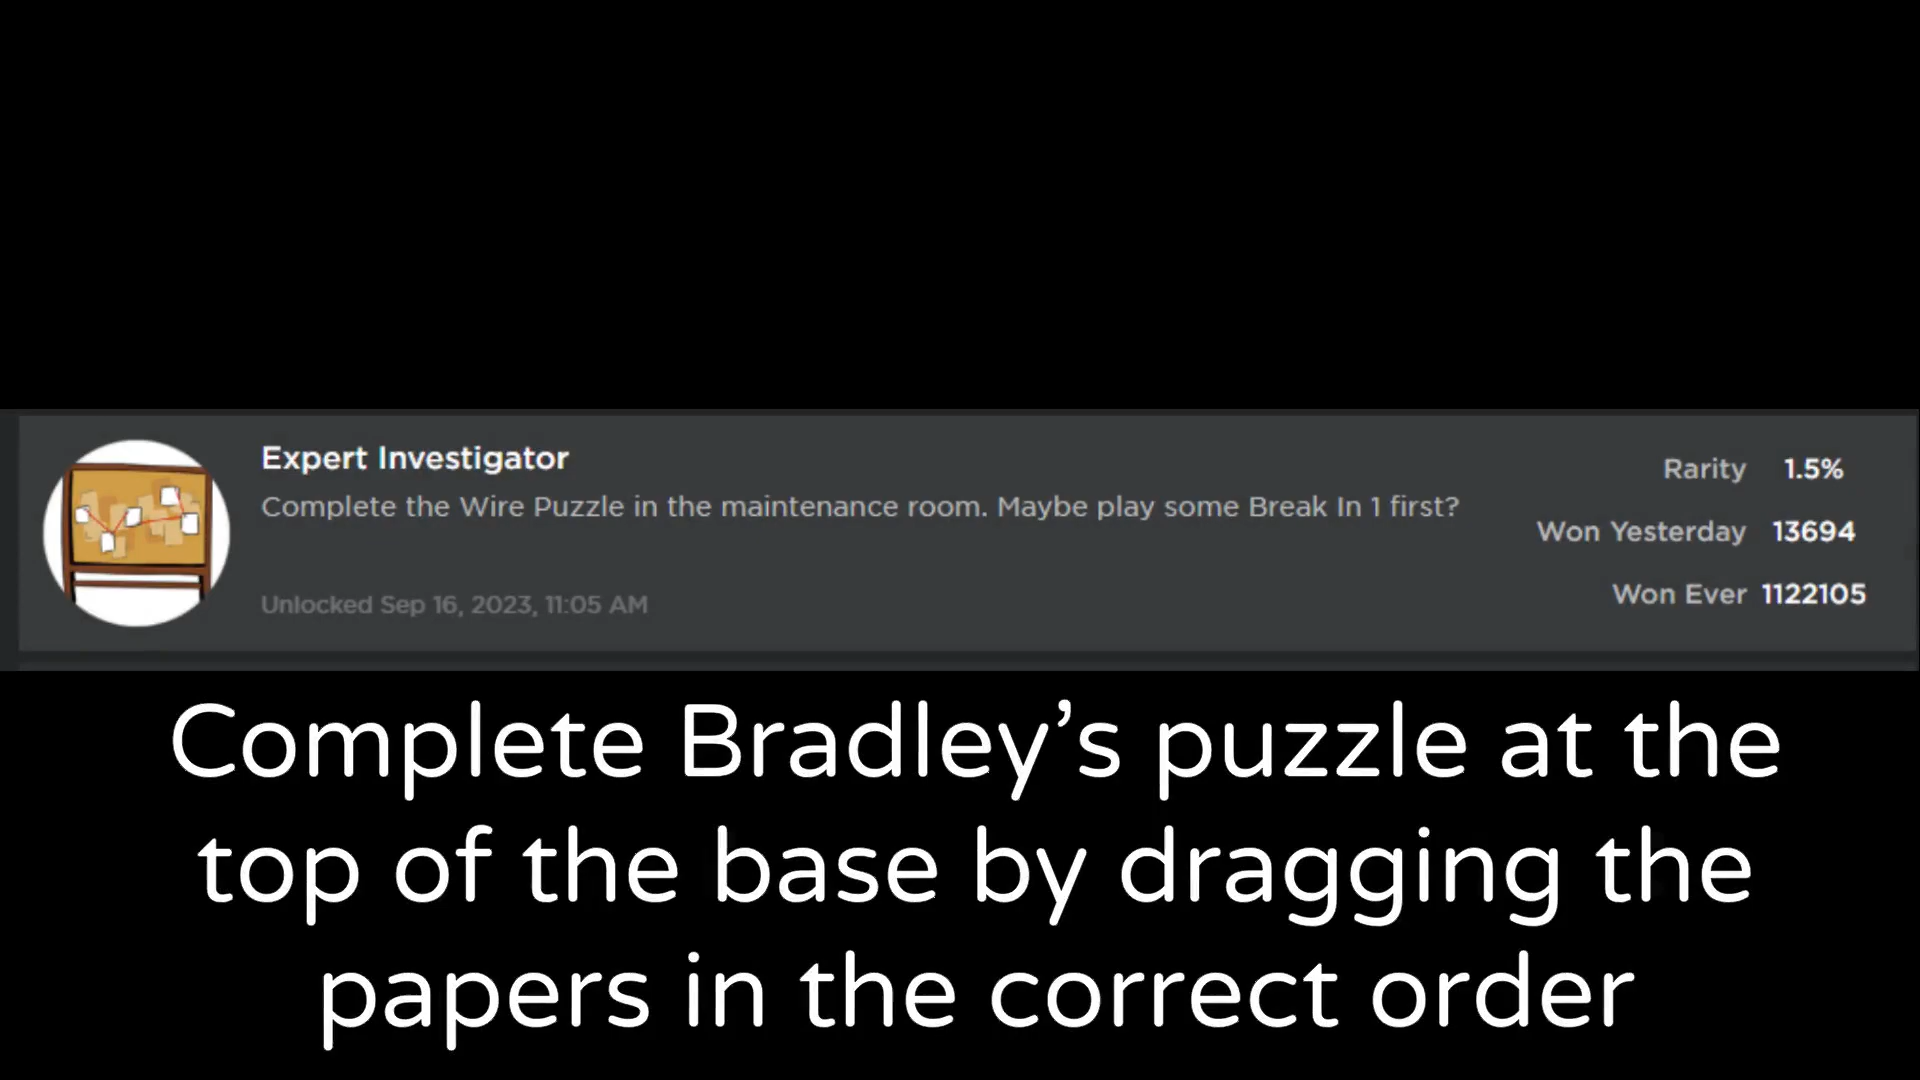 Expert Investigator
Complete the Wire Puzzle in the maintenance room. Maybe play some Break In 1 first?
Unlocked Sep 16, 2023, 11:05 AM
Rarity 1.5%
Won Yesterday 13694
Won Ever 1122105
Complete Bradley’s puzzle at the
top of the base by dragging the
papers in the correct order